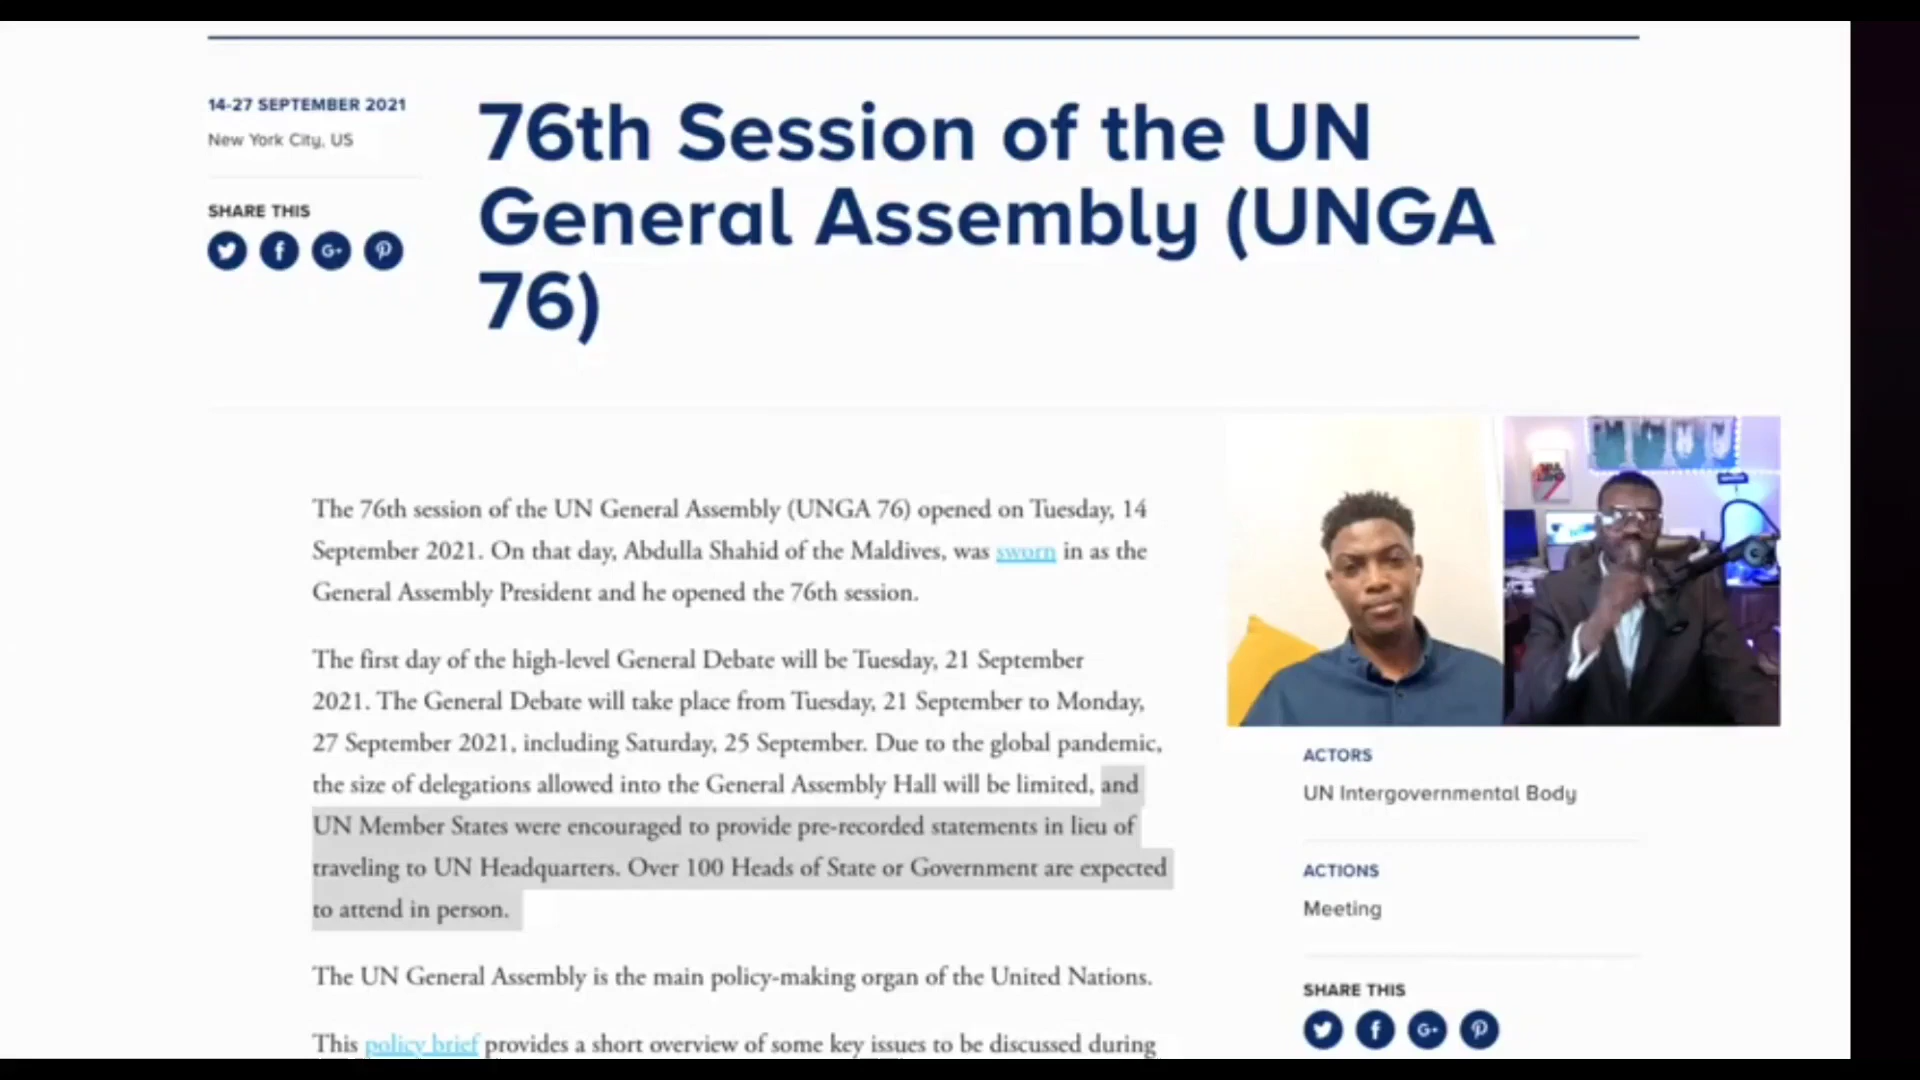 14-27 SEPTEMBER 2021
New York City, US
SHARE THIS
76th Session of the UN
General Assembly (UNGA
76)
The 76th session of the UN General Assembly (UNGA 76) opened on Tuesday, 14
September 2021. On that day, Abdulla Shahid of the Maldives, was sworn in as the
General Assembly President and he opened the 76th session.
The first day of the high-level General Debate will be Tuesday, 21 September
2021. The General Debate will take place from Tuesday, 21 September to Monday,
27 September 2021, including Saturday, 25 September. Due to the global pandemic,
the size of delegations allowed into the General Assembly Hall will be limited, and
UN Member States were encouraged to provide pre-recorded statements in lieu of
traveling to UN Headquarters. Over 100 Heads of State or Government are expected
to attend in person.
The UN General Assembly is the main policy-making organ of the United Nations.
This policy brief provides a short overview of some key issues to be discussed during
ACTORS
UN Intergovernmental Body
ACTIONS
Meeting
SHARE THIS